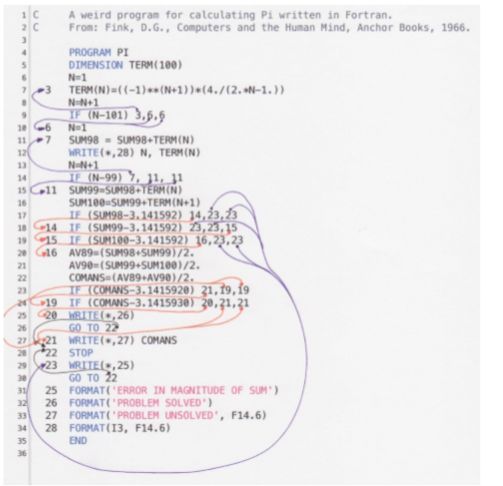 1 C A weird program for calculating Pi written in Fortran.
2 C From: Fink, D.G., Computers and the Human Mind, Anchor Books, 1966.
3
4 PROGRAM PI
5 DIMENSION TERM(100)
6 N=1
7 3 TERM(N)=((-1)**(N+1))*(4./(2.*N-1.))
8 N=N+1
9 IF (N-101) 3,6,6
10 6 N=1
11 7 SUM98 = SUM98+TERM(N)
12 WRITE(*,28) N, TERM(N)
13 N=N+1
14 IF (N-99) 7, 11, 11
15 11 SUM99=SUM98+TERM(N)
16 SUM100=SUM99+TERM(N+1)
17 IF (SUM98-3.141592) 14,23,23
18 14 IF (SUM99-3.141592) 23,23,15
19 15 IF (SUM100-3.141592) 16,23,23
20 16 AV89=(SUM98+SUM99)/2.
21 AV90=(SUM99+SUM100)/2.
22 COMANS=(AV89+AV90)/2.
23 IF (COMANS-3.1415920) 21,19,19
24 19 IF (COMANS-3.1415930) 20,21,21
25 20 WRITE(*,26)
26 GO TO 22
27 21 WRITE(*,27) COMANS
28 22 STOP
29 23 WRITE(*,25)
30 GO TO 22
31 25 FORMAT('ERROR IN MAGNITUDE OF SUM')
32 26 FORMAT('PROBLEM SOLVED')
33 27 FORMAT('PROBLEM UNSOLVED', F14.6)
34 28 FORMAT(I3, F14.6)
35 END
36